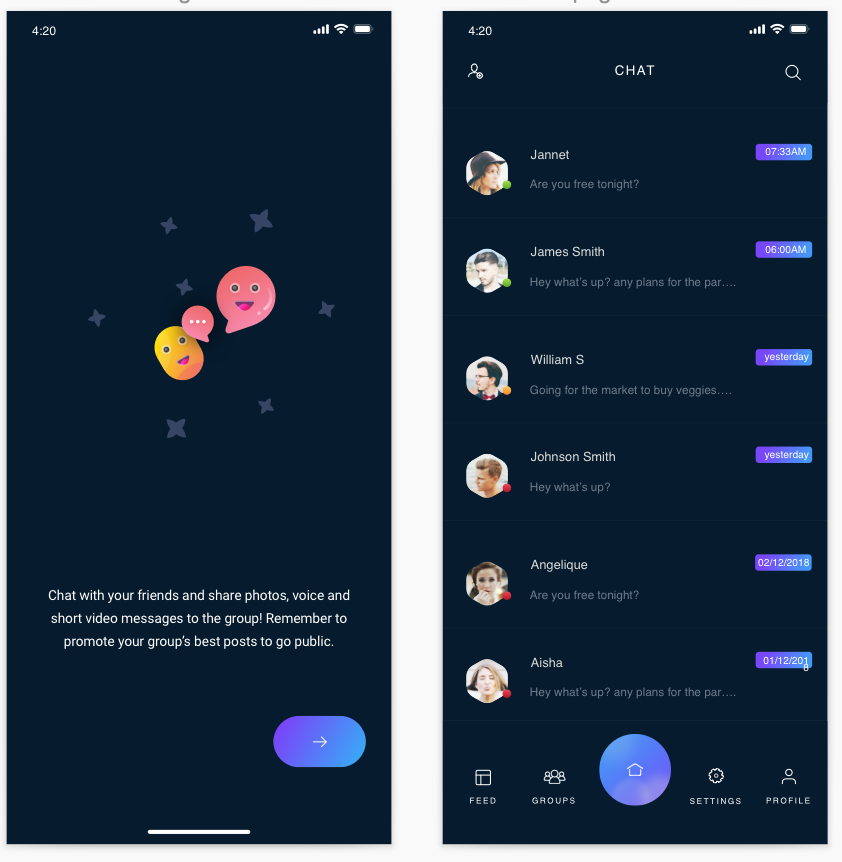 4:20
Chat with your friends and share photos, voice and
short video messages to the group! Remember to
promote your group's best posts to go public.
4:20
CHAT
Jannet
07:33AM
Are you free tonight?
James Smith
06:00AM
Hey what's up? any plans for the par....
William S
yesterday
Going for the market to buy veggies....
Johnson Smith
yesterday
Hey what's up?
Angelique
02/12/2018
Are you free tonight?
Aisha
01/12/201
8
Hey what's up? any plans for the par....
FEED GROUPS SETTINGS PROFILE